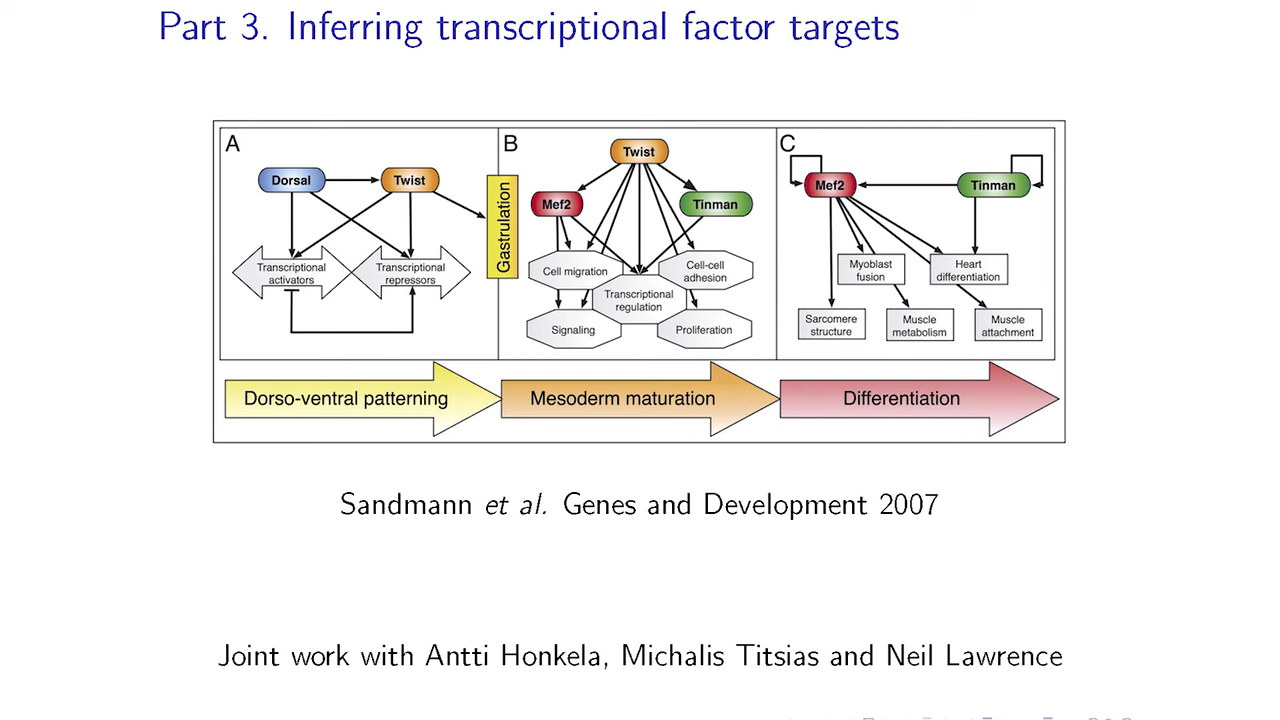 Part 3. Inferring transcriptional factor targets
A
Dorsal
Twist
Transcriptional
activators
Transcriptional
repressors
Gastrulation
B
Twist
Mef2
Tinman
Cell migration
Cell-cell
adhesion
Transcriptional
regulation
Signaling
Proliferation
C
Mef2
Tinman
Myoblast
fusion
Heart
differentiation
Sarcomere
structure
Muscle
metabolism
Muscle
attachment
Dorso-ventral patterning
Mesoderm maturation
Differentiation
Sandmann et al. Genes and Development 2007
Joint work with Antti Honkela, Michalis Titsias and Neil Lawrence